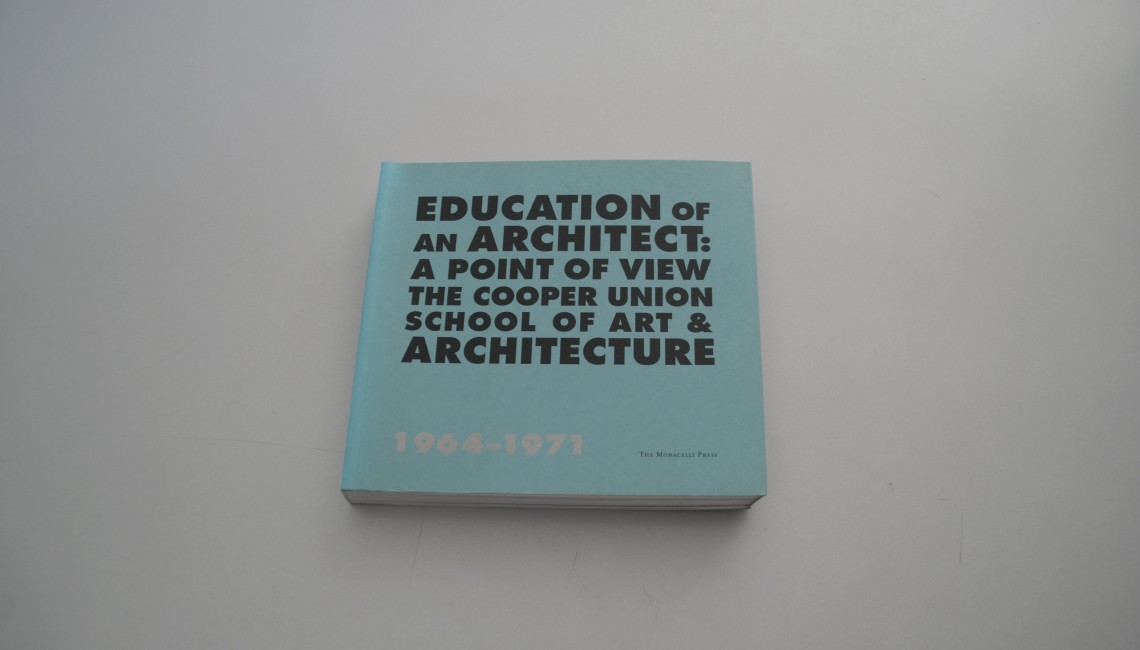 EDUCATION OF
AN ARCHITECT:
A POINT OF VIEW
THE COOPER UNION
SCHOOL OF ART &
ARCHITECTURE
1964–1971
THE MONACELLI PRESS